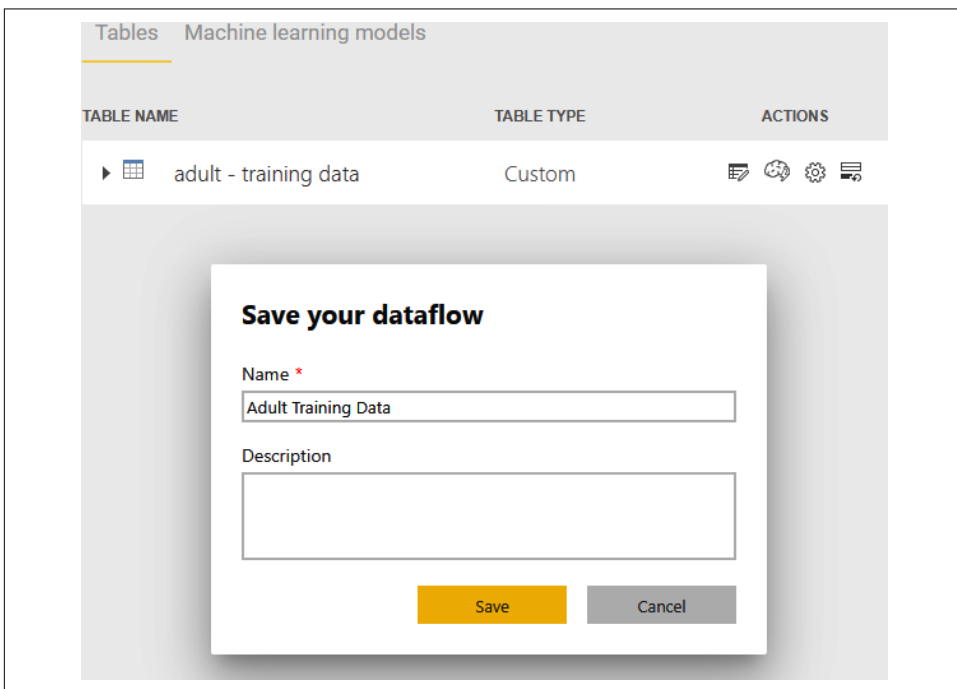 Tables Machine learning models
TABLE NAME TABLE TYPE ACTIONS
adult - training data Custom
Save your dataflow
Name *
Adult Training Data
Description
Save Cancel